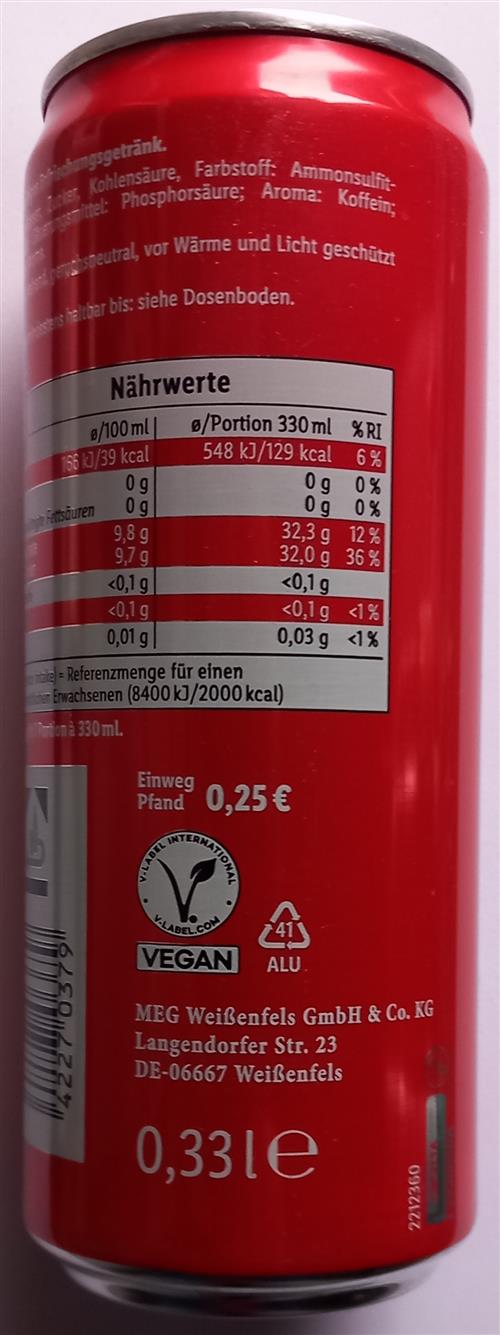 Erfrischungsgetränk.
Zucker, Kohlensäure, Farbstoff: Ammonsulfit-
Phosphorsäure; Aroma: Koffein;
geruchsneutral, vor Wärme und Licht geschützt
haltbar bis: siehe Dosenboden.
Nährwerte
ø/100 ml ø/Portion 330 ml % RI
166 kJ/39 kcal 548 kJ/129 kcal 6 %
0 g 0 g 0 %
Fettsäuren 0 g 0 g 0 %
9,8 g 32,3 g 12 %
9,7 g 32,0 g 36 %
<0,1 g <0,1 g
<0,1 g <0,1 g <1 %
0,01 g 0,03 g <1 %
= Referenzmenge für einen
Erwachsenen (8400 kJ/2000 kcal)
Portion à 330 ml.
Einweg
Pfand 0,25 €
V-LABEL INTERNATIONAL
V-LABEL.COM
VEGAN
41
ALU
MEG Weißenfels GmbH & Co. KG
Langendorfer Str. 23
DE-06667 Weißenfels
0,33 l e
4227 0379
2212360